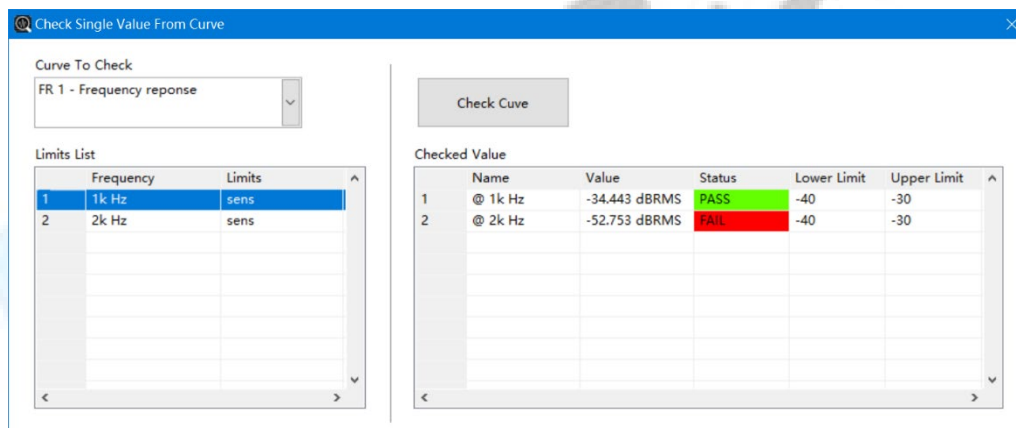 Check Single Value From Curve
Curve To Check
FR 1 - Frequency reponse
Check Cuve
Limits List
Frequency Limits
1 1k Hz sens
2 2k Hz sens
Checked Value
Name Value Status Lower Limit Upper Limit
1 @ 1k Hz -34.443 dBRMS PASS -40 -30
2 @ 2k Hz -52.753 dBRMS FAIL -40 -30